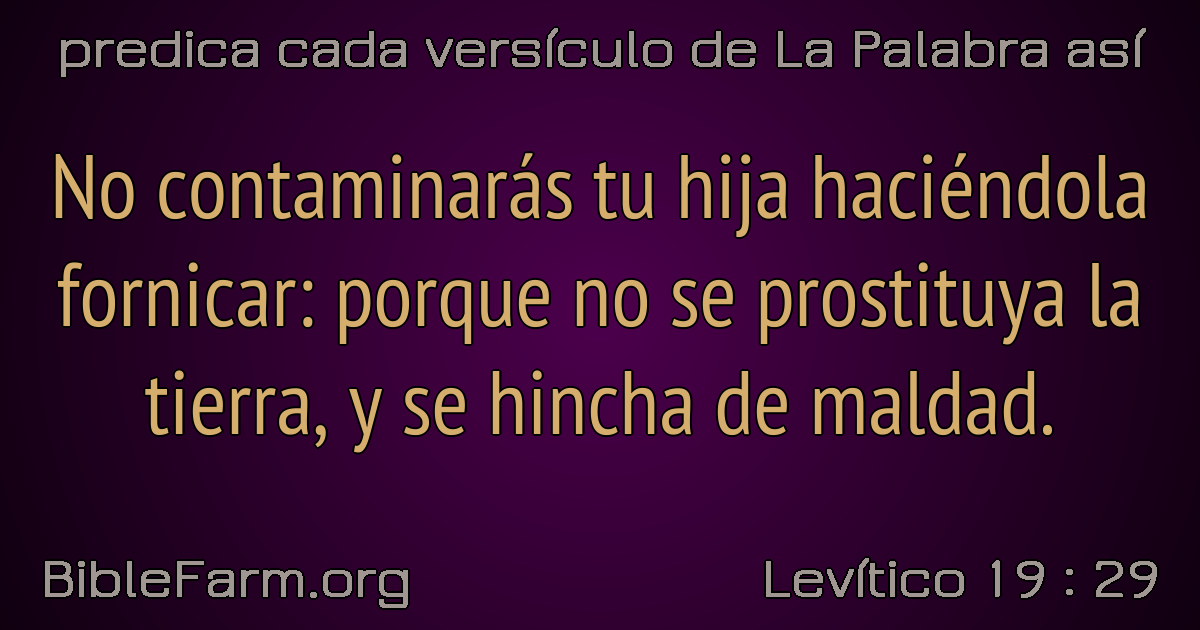 predica cada versículo de La Palabra así
No contaminarás tu hija haciéndola
fornicar: porque no se prostituya la
tierra, y se hincha de maldad.
BibleFarm.org
Levítico 19 : 29